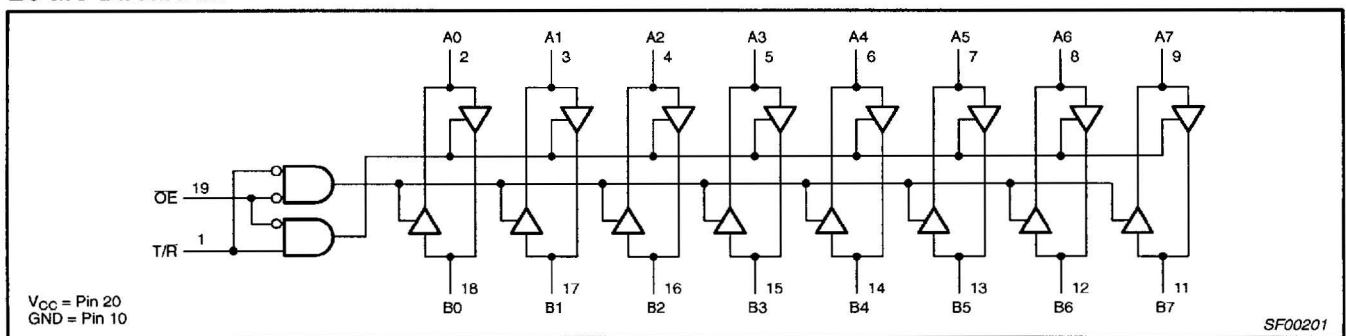 A0 A1 A2 A3 A4 A5 A6 A7
2 3 4 5 6 7 8 9
OE 19
T/R 1
18 17 16 15 14 13 12 11
B0 B1 B2 B3 B4 B5 B6 B7
VCC = Pin 20
GND = Pin 10
SF00201